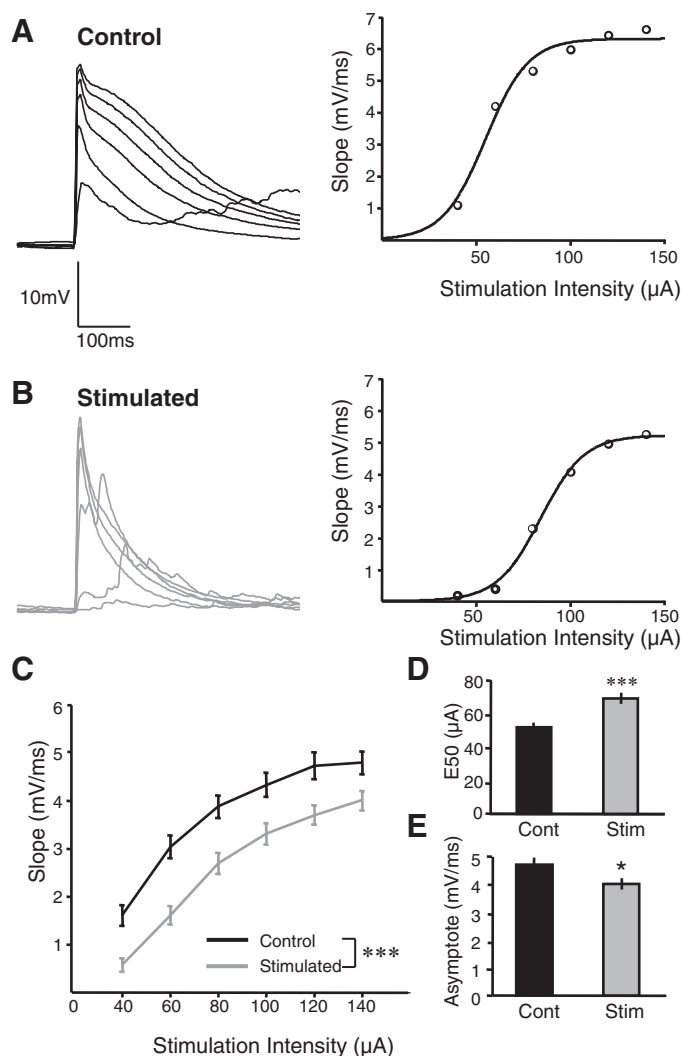 A
Control
10mV
100ms
Slope (mV/ms)
7
6
5
4
3
2
1
50 100 150
Stimulation Intensity (µA)
B
Stimulated
Slope (mV/ms)
7
6
5
4
3
2
1
50 100 150
Stimulation Intensity (µA)
C
Slope (mV/ms)
6
5
4
3
2
1
0 40 60 80 100 120 140
Stimulation Intensity (µA)
Control
Stimulated
***
D
E50 (µA)
80
60
40
20
0
***
Cont Stim
E
Asymptote (mV/ms)
5
4
3
2
1
0
*
Cont Stim